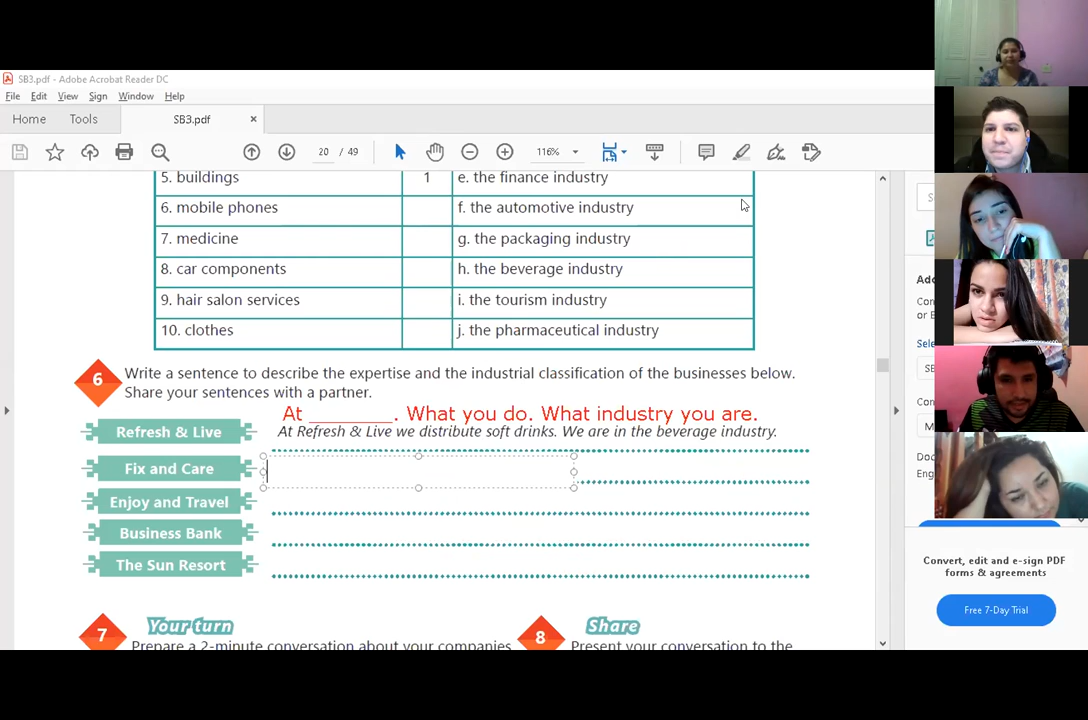 SB3.pdf - Adobe Acrobat Reader DC
File Edit View Sign Window Help
Home Tools SB3.pdf ×
20 / 49 116%
5. buildings 1 e. the finance industry
6. mobile phones f. the automotive industry
7. medicine g. the packaging industry
8. car components h. the beverage industry
9. hair salon services i. the tourism industry
10. clothes j. the pharmaceutical industry
6 Write a sentence to describe the expertise and the industrial classification of the businesses below.
Share your sentences with a partner.
At ________. What you do. What industry you are.
Refresh & Live At Refresh & Live we distribute soft drinks. We are in the beverage industry.
Fix and Care
Enjoy and Travel
Business Bank
The Sun Resort
7 Your turn
Prepare a 2-minute conversation about your companies
8 Share
Present your conversation to the
Convert, edit and e-sign PDF
forms & agreements
Free 7-Day Trial